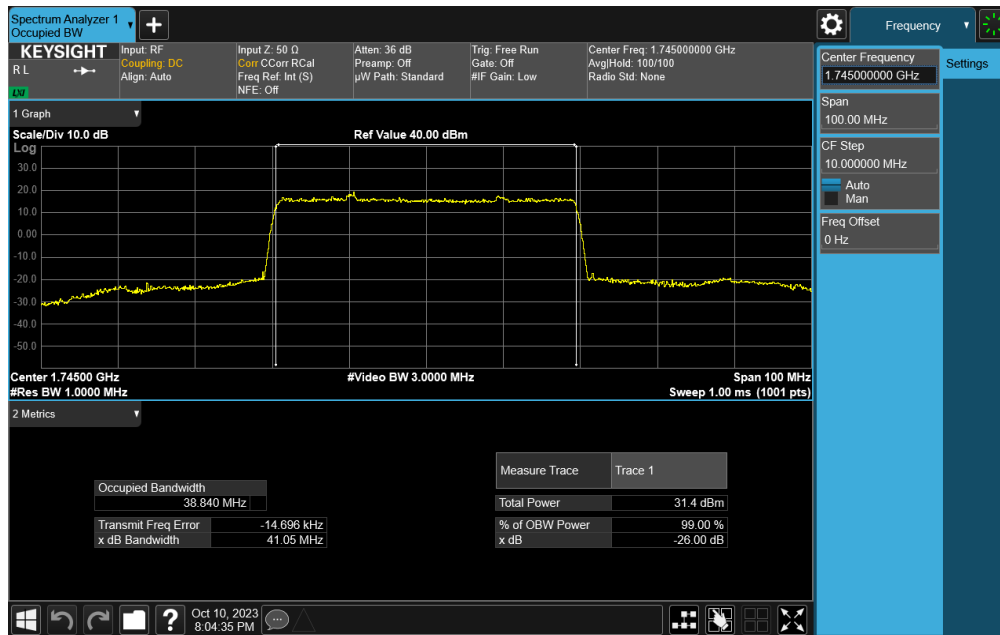 Spectrum Analyzer 1
Occupied BW
Frequency
KEYSIGHT
R L
LXI
Input: RF
Coupling: DC
Align: Auto
Input Z: 50 Ω
Corr CCorr RCal
Freq Ref: Int (S)
NFE: Off
Atten: 36 dB
Preamp: Off
µW Path: Standard
Trig: Free Run
Gate: Off
#IF Gain: Low
Center Freq: 1.745000000 GHz
Avg|Hold: 100/100
Radio Std: None
Center Frequency
1.745000000 GHz
Settings
Span
100.00 MHz
CF Step
10.000000 MHz
Auto
Man
Freq Offset
0 Hz
1 Graph
Scale/Div 10.0 dB
Ref Value 40.00 dBm
Log
30.0
20.0
10.0
0.00
-10.0
-20.0
-30.0
-40.0
-50.0
Center 1.74500 GHz
#Video BW 3.0000 MHz
Span 100 MHz
#Res BW 1.0000 MHz
Sweep 1.00 ms (1001 pts)
2 Metrics
Measure Trace
Trace 1
Occupied Bandwidth
38.840 MHz
Total Power
31.4 dBm
Transmit Freq Error
-14.696 kHz
% of OBW Power
99.00 %
x dB Bandwidth
41.05 MHz
x dB
-26.00 dB
Oct 10, 2023
8:04:35 PM